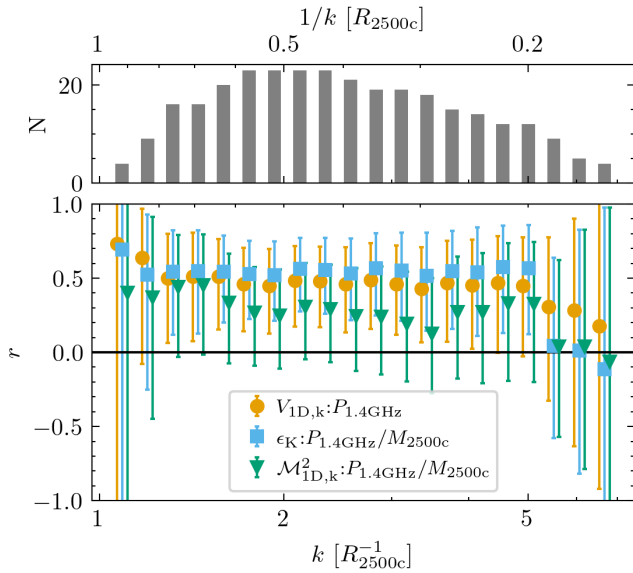 1/k [R_{2500c}]
1 0.5 0.2
20
0
N
1.0
0.5
0.0
−0.5
−1.0
r
V_{1D,k}:P_{1.4GHz}
ϵ_K:P_{1.4GHz}/M_{2500c}
ℳ²_{1D,k}:P_{1.4GHz}/M_{2500c}
1 2 5
k [R_{2500c}^{−1}]